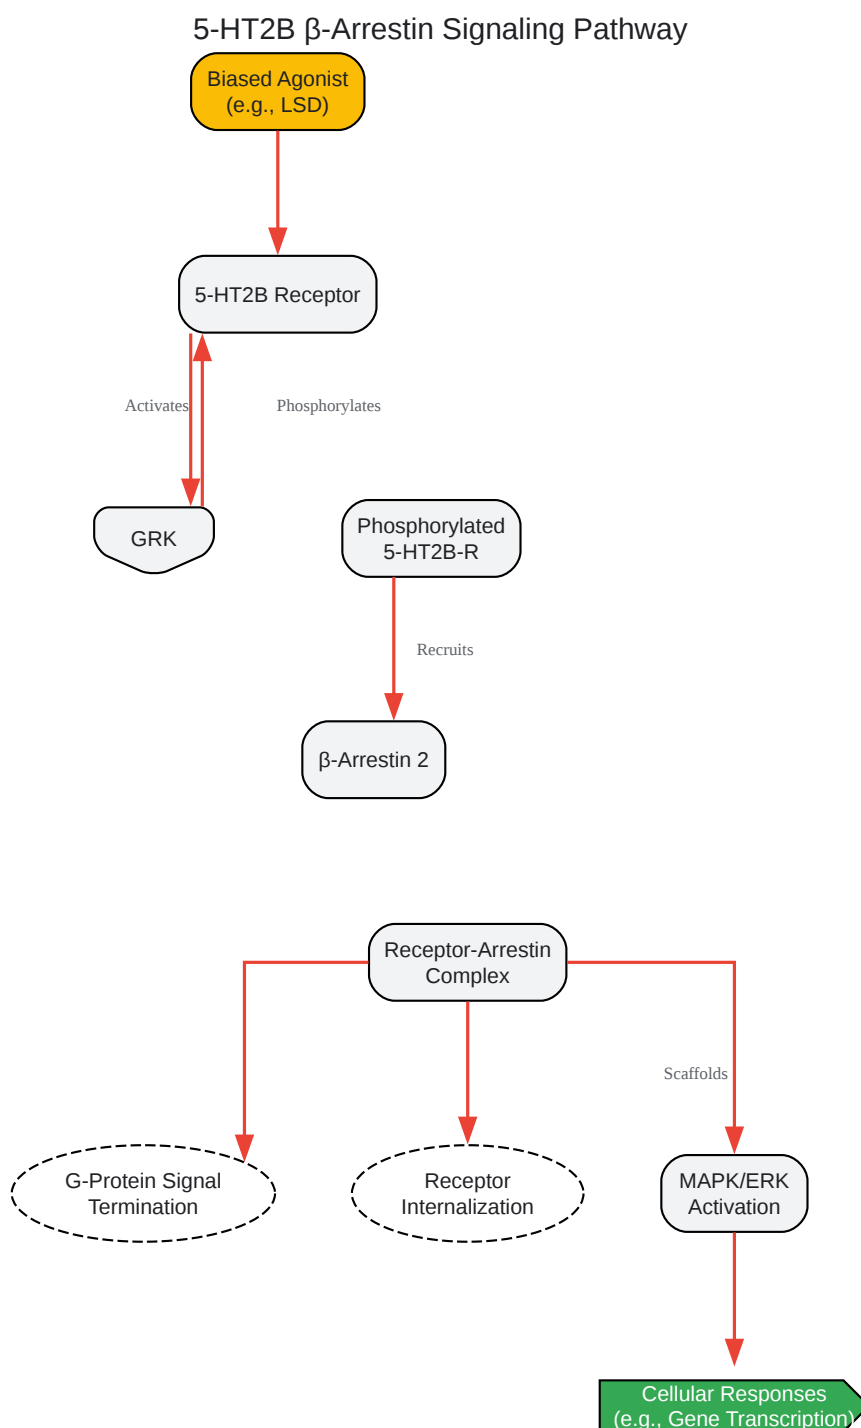 5-HT2B β-Arrestin Signaling Pathway
Biased Agonist
(e.g., LSD)
5-HT2B Receptor
Activates
Phosphorylates
GRK
Phosphorylated
5-HT2B-R
Recruits
β-Arrestin 2
Receptor-Arrestin
Complex
Scaffolds
G-Protein Signal
Termination
Receptor
Internalization
MAPK/ERK
Activation
Cellular Responses
(e.g., Gene Transcription)